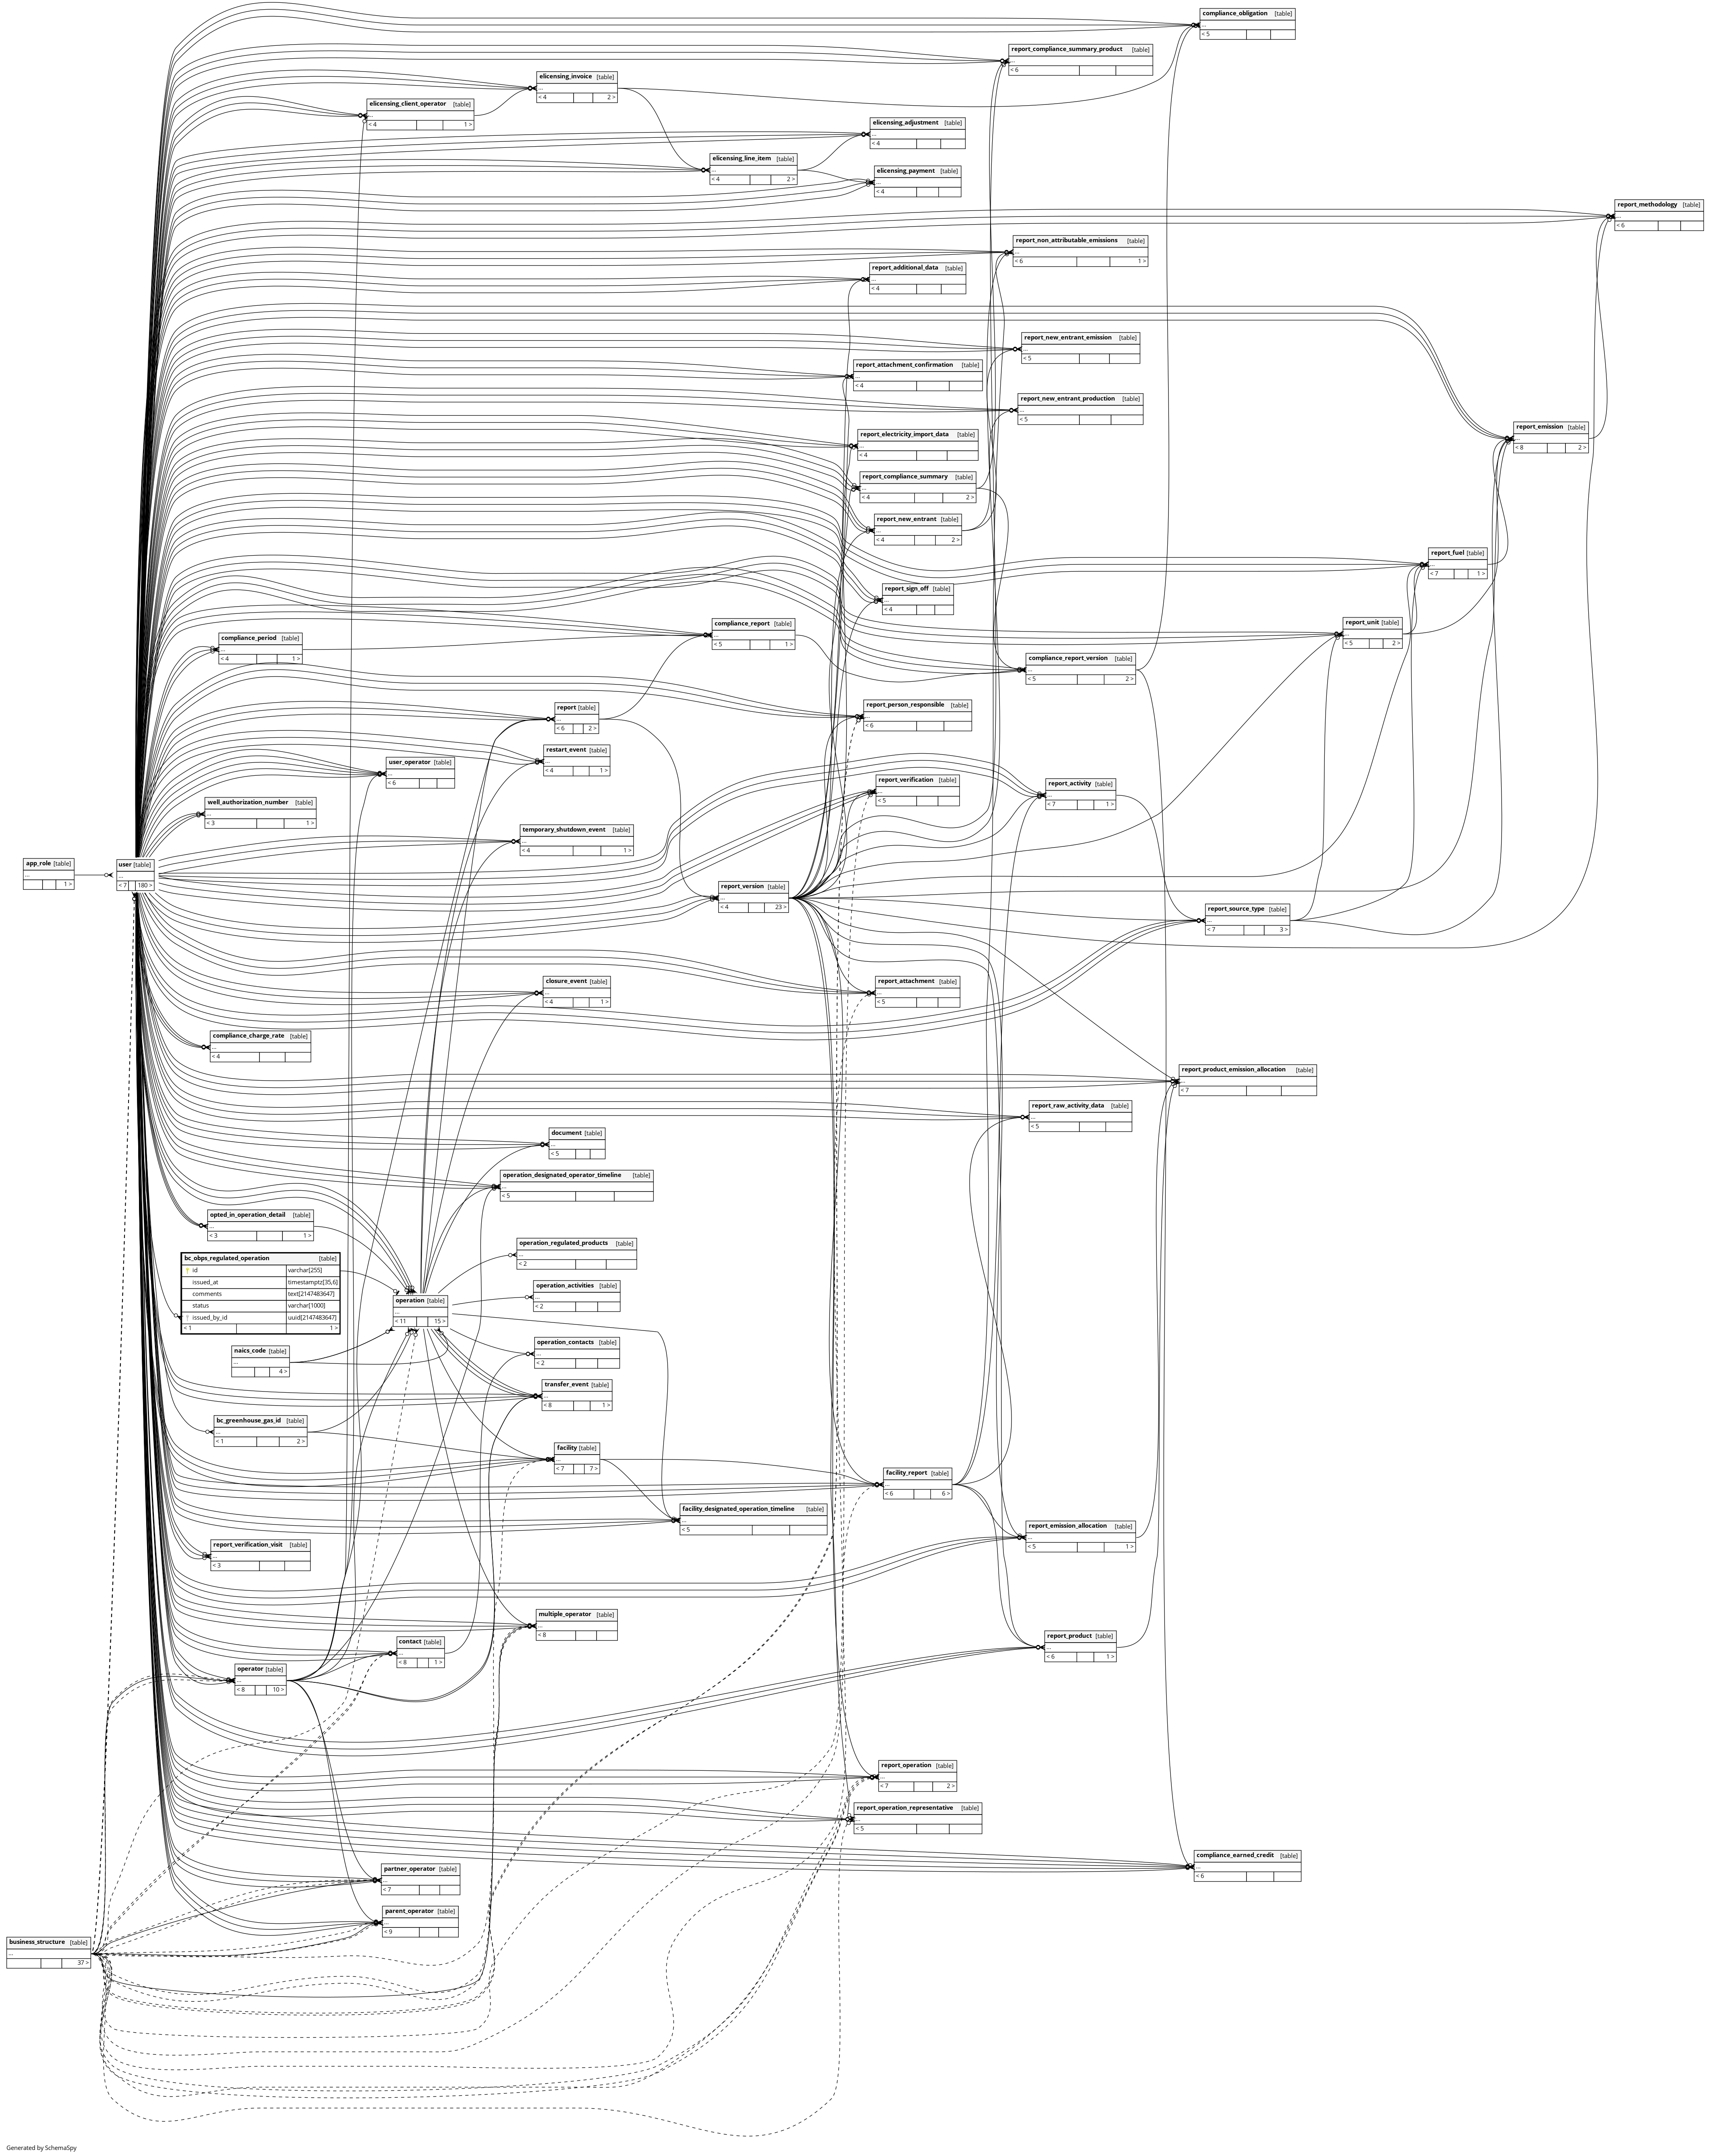 compliance_obligation [table]
...
< 5
report_compliance_summary_product [table]
...
< 6
elicensing_invoice [table]
...
< 4 2 >
elicensing_client_operator [table]
...
< 4 1 >
elicensing_adjustment [table]
...
< 4
elicensing_line_item [table]
...
< 4 2 >
elicensing_payment [table]
...
< 4
report_methodology [table]
...
< 6
report_non_attributable_emissions [table]
...
< 6 1 >
report_additional_data [table]
...
< 4
report_new_entrant_emission [table]
...
< 5
report_attachment_confirmation [table]
...
< 4
report_new_entrant_production [table]
...
< 5
report_emission [table]
...
< 8 2 >
report_electricity_import_data [table]
...
< 4
report_compliance_summary [table]
...
< 4 2 >
report_new_entrant [table]
...
< 4 2 >
report_fuel [table]
...
< 7 1 >
report_sign_off [table]
...
< 4
compliance_report [table]
...
< 5 1 >
report_unit [table]
...
< 5 2 >
compliance_period [table]
...
< 4 1 >
compliance_report_version [table]
...
< 5 2 >
report_person_responsible [table]
...
< 6
report [table]
...
< 6 2 >
restart_event [table]
...
< 4 1 >
user_operator [table]
...
< 6
report_verification [table]
...
< 5
report_activity [table]
...
< 7 1 >
well_authorization_number [table]
...
< 3 1 >
temporary_shutdown_event [table]
...
< 4 1 >
app_role [table]
...
1 >
user [table]
...
< 7 180 >
report_version [table]
...
< 4 23 >
report_source_type [table]
...
< 7 3 >
closure_event [table]
...
< 4 1 >
report_attachment [table]
...
< 5
compliance_charge_rate [table]
...
< 4
report_product_emission_allocation [table]
...
< 7
report_raw_activity_data [table]
...
< 5
document [table]
...
< 5
operation_designated_operator_timeline [table]
...
< 5
opted_in_operation_detail [table]
...
< 3 1 >
operation_regulated_products [table]
...
< 2
bc_obps_regulated_operation [table]
id varchar[255]
issued_at timestamptz[35,6]
comments text[2147483647]
status varchar[1000]
issued_by_id uuid[2147483647]
< 1 1 >
operation_activities [table]
...
< 2
operation [table]
...
< 11 15 >
operation_contacts [table]
...
< 2
naics_code [table]
...
4 >
transfer_event [table]
...
< 8 1 >
bc_greenhouse_gas_id [table]
...
< 1 2 >
facility [table]
...
< 7 7 >
facility_report [table]
...
< 6 6 >
facility_designated_operation_timeline [table]
...
< 5
report_emission_allocation [table]
...
< 5 1 >
report_verification_visit [table]
...
< 3
multiple_operator [table]
...
< 8
report_product [table]
...
< 6 1 >
contact [table]
...
< 8 1 >
operator [table]
...
< 8 10 >
report_operation [table]
...
< 7 2 >
report_operation_representative [table]
...
< 5
compliance_earned_credit [table]
...
< 6
partner_operator [table]
...
< 7
parent_operator [table]
...
< 9
business_structure [table]
...
37 >
Generated by SchemaSpy